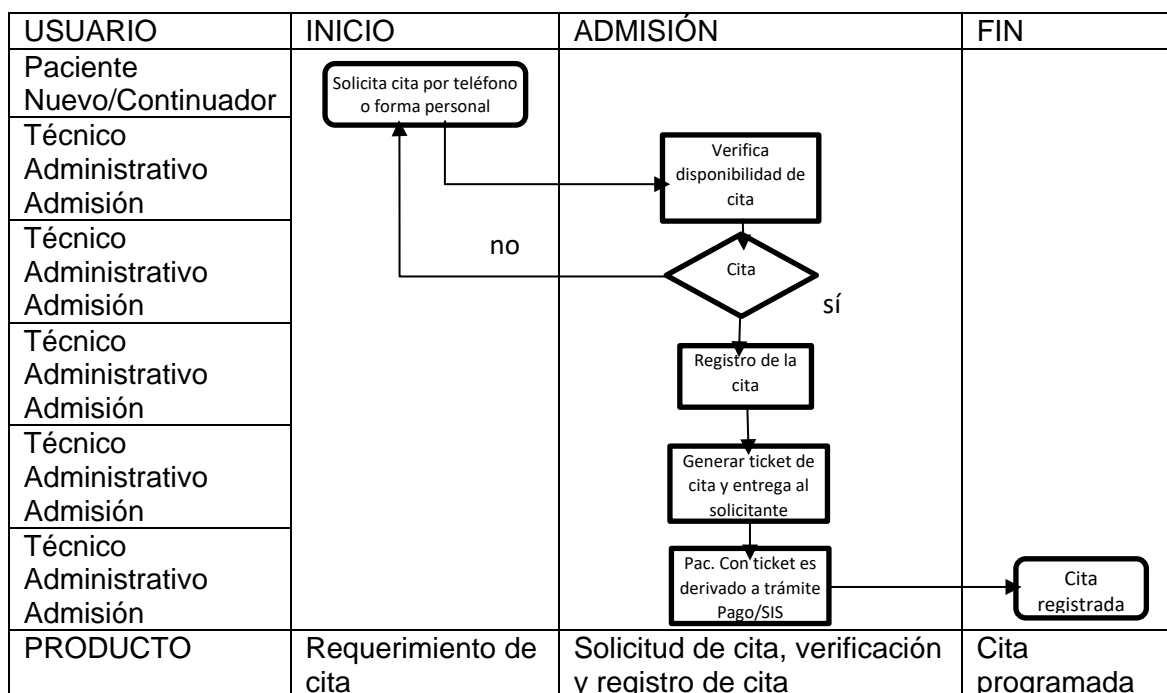 USUARIO
INICIO
ADMISIÓN
FIN
Paciente
Nuevo/Continuador
Solicita cita por teléfono
o forma personal
Técnico
Administrativo
Admisión
Verifica
disponibilidad de
cita
Técnico
Administrativo
Admisión
no
Cita
sí
Técnico
Administrativo
Admisión
Registro de la
cita
Técnico
Administrativo
Admisión
Generar ticket de
cita y entrega al
solicitante
Técnico
Administrativo
Admisión
Pac. Con ticket es
derivado a trámite
Pago/SIS
Cita
registrada
PRODUCTO
Requerimiento de
cita
Solicitud de cita, verificación
y registro de cita
Cita
programada